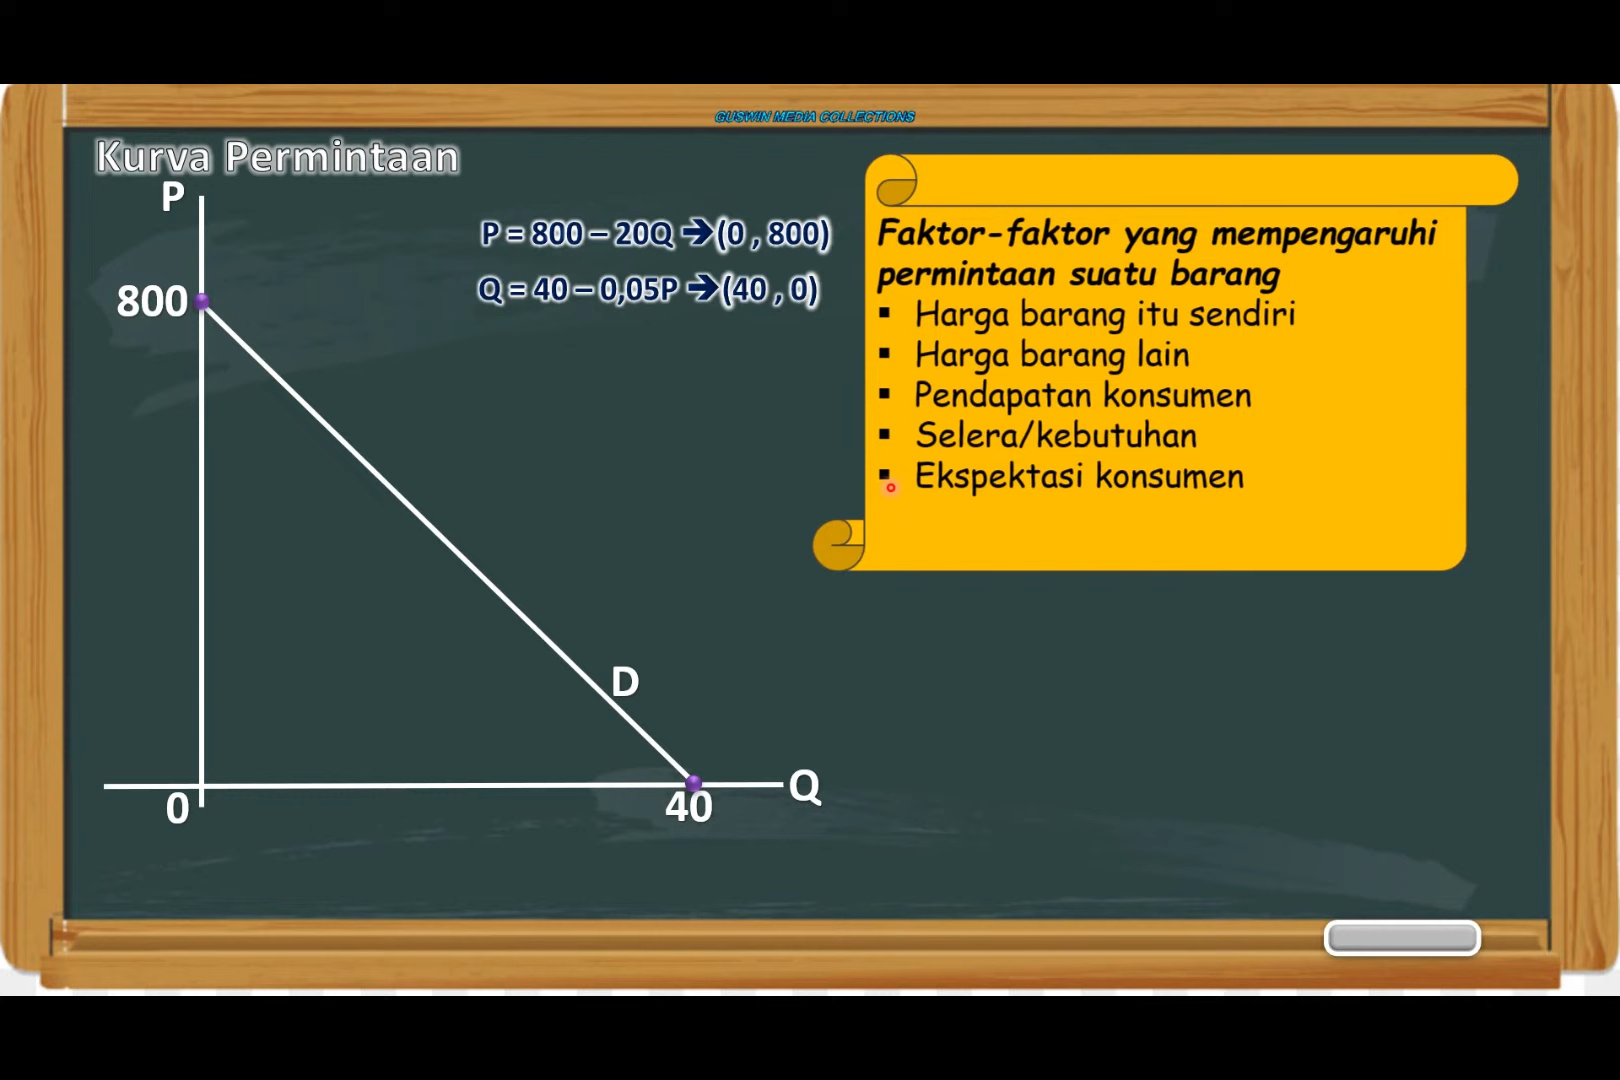 GUSWIN MEDIA COLLECTIONS
Kurva Permintaan
P
P = 800 – 20Q ➔(0 , 800)
Q = 40 – 0,05P ➔(40 , 0)
800
D
0
40
Q
Faktor-faktor yang mempengaruhi
permintaan suatu barang
▪ Harga barang itu sendiri
▪ Harga barang lain
▪ Pendapatan konsumen
▪ Selera/kebutuhan
▪ Ekspektasi konsumen